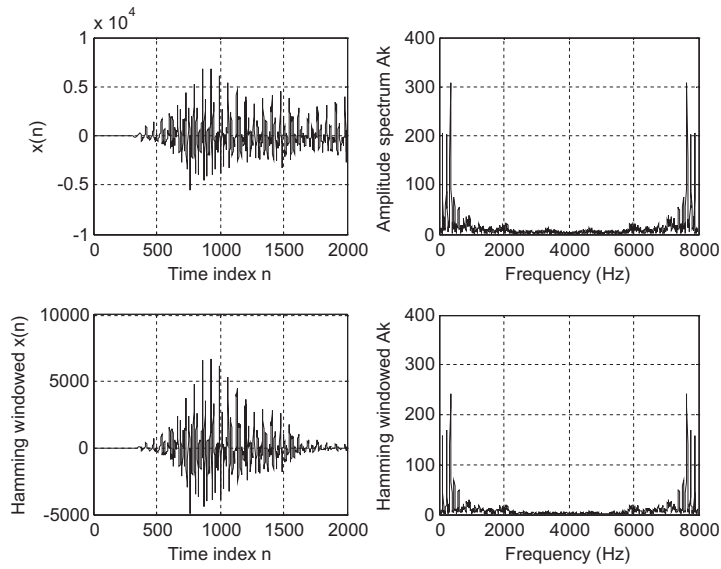 x 10^4
1
0.5
0
-0.5
-1
x(n)
0 500 1000 1500 2000
Time index n
400
300
200
100
0
Amplitude spectrum Ak
0 2000 4000 6000 8000
Frequency (Hz)
10000
5000
0
-5000
Hamming windowed x(n)
0 500 1000 1500 2000
Time index n
400
300
200
100
0
Hamming windowed Ak
0 2000 4000 6000 8000
Frequency (Hz)